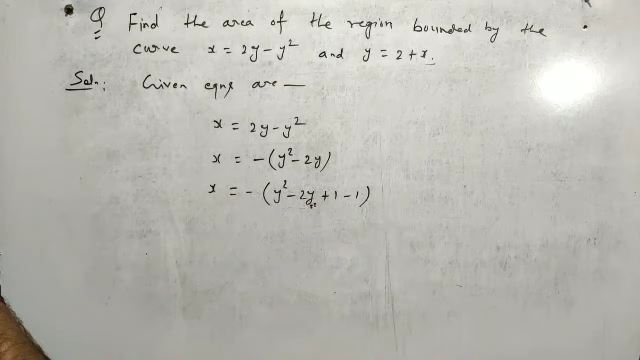 Q Find the area of the region bounded by the
curve x = 2y - y² and y = 2 + x.
Soln: Given eqns are —
x = 2y - y²
x = - (y² - 2y)
x = - (y² - 2y + 1 - 1)